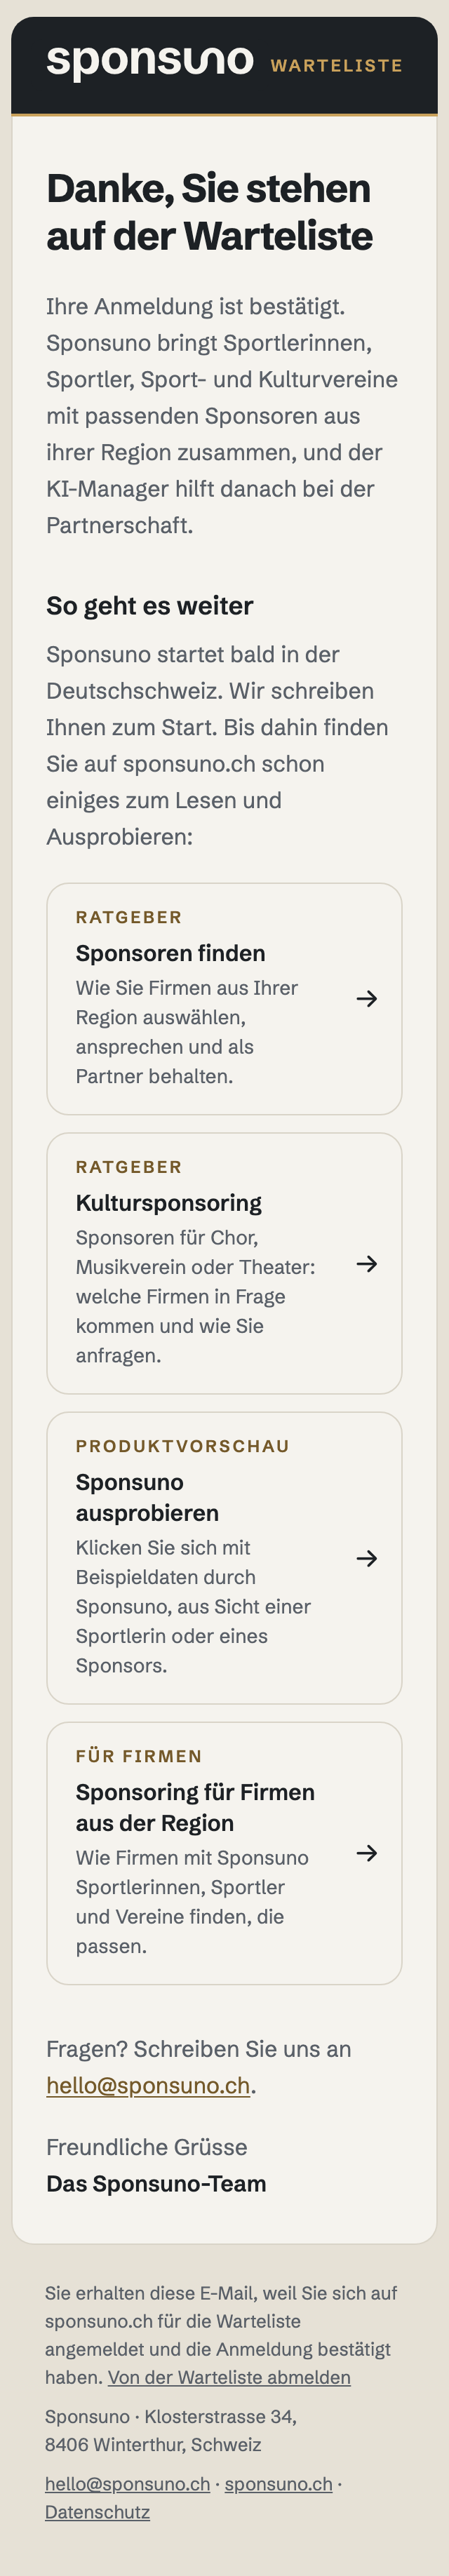 sponsuno WARTELISTE
Danke, Sie stehen
auf der Warteliste
Ihre Anmeldung ist bestätigt.
Sponsuno bringt Sportlerinnen,
Sportler, Sport- und Kulturvereine
mit passenden Sponsoren aus
ihrer Region zusammen, und der
KI-Manager hilft danach bei der
Partnerschaft.
So geht es weiter
Sponsuno startet bald in der
Deutschschweiz. Wir schreiben
Ihnen zum Start. Bis dahin finden
Sie auf sponsuno.ch schon
einiges zum Lesen und
Ausprobieren:
RATGEBER
Sponsoren finden
Wie Sie Firmen aus Ihrer
Region auswählen,
ansprechen und als
Partner behalten.
RATGEBER
Kultursponsoring
Sponsoren für Chor,
Musikverein oder Theater:
welche Firmen in Frage
kommen und wie Sie
anfragen.
PRODUKTVORSCHAU
Sponsuno
ausprobieren
Klicken Sie sich mit
Beispieldaten durch
Sponsuno, aus Sicht einer
Sportlerin oder eines
Sponsors.
FÜR FIRMEN
Sponsoring für Firmen
aus der Region
Wie Firmen mit Sponsuno
Sportlerinnen, Sportler
und Vereine finden, die
passen.
Fragen? Schreiben Sie uns an
hello@sponsuno.ch.
Freundliche Grüsse
Das Sponsuno-Team
Sie erhalten diese E-Mail, weil Sie sich auf
sponsuno.ch für die Warteliste
angemeldet und die Anmeldung bestätigt
haben. Von der Warteliste abmelden
Sponsuno · Klosterstrasse 34,
8406 Winterthur, Schweiz
hello@sponsuno.ch · sponsuno.ch ·
Datenschutz